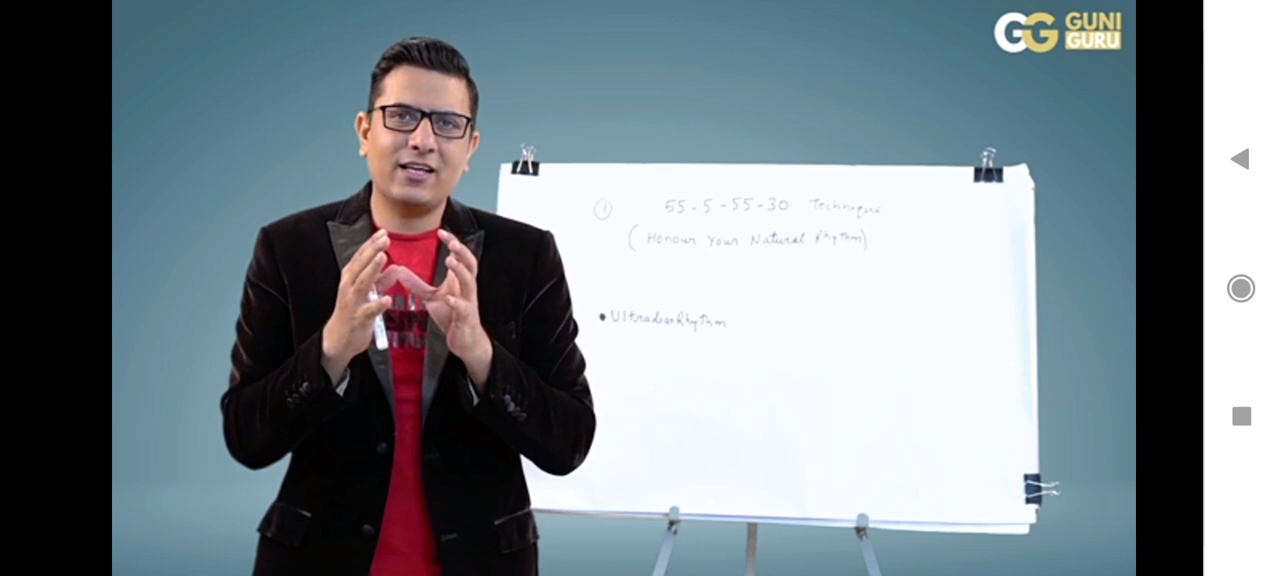 GG GUNI
GURU
① 55-5-55-30 Technique
(Honour Your Natural Rhythm)
• Ultradian Rhythm